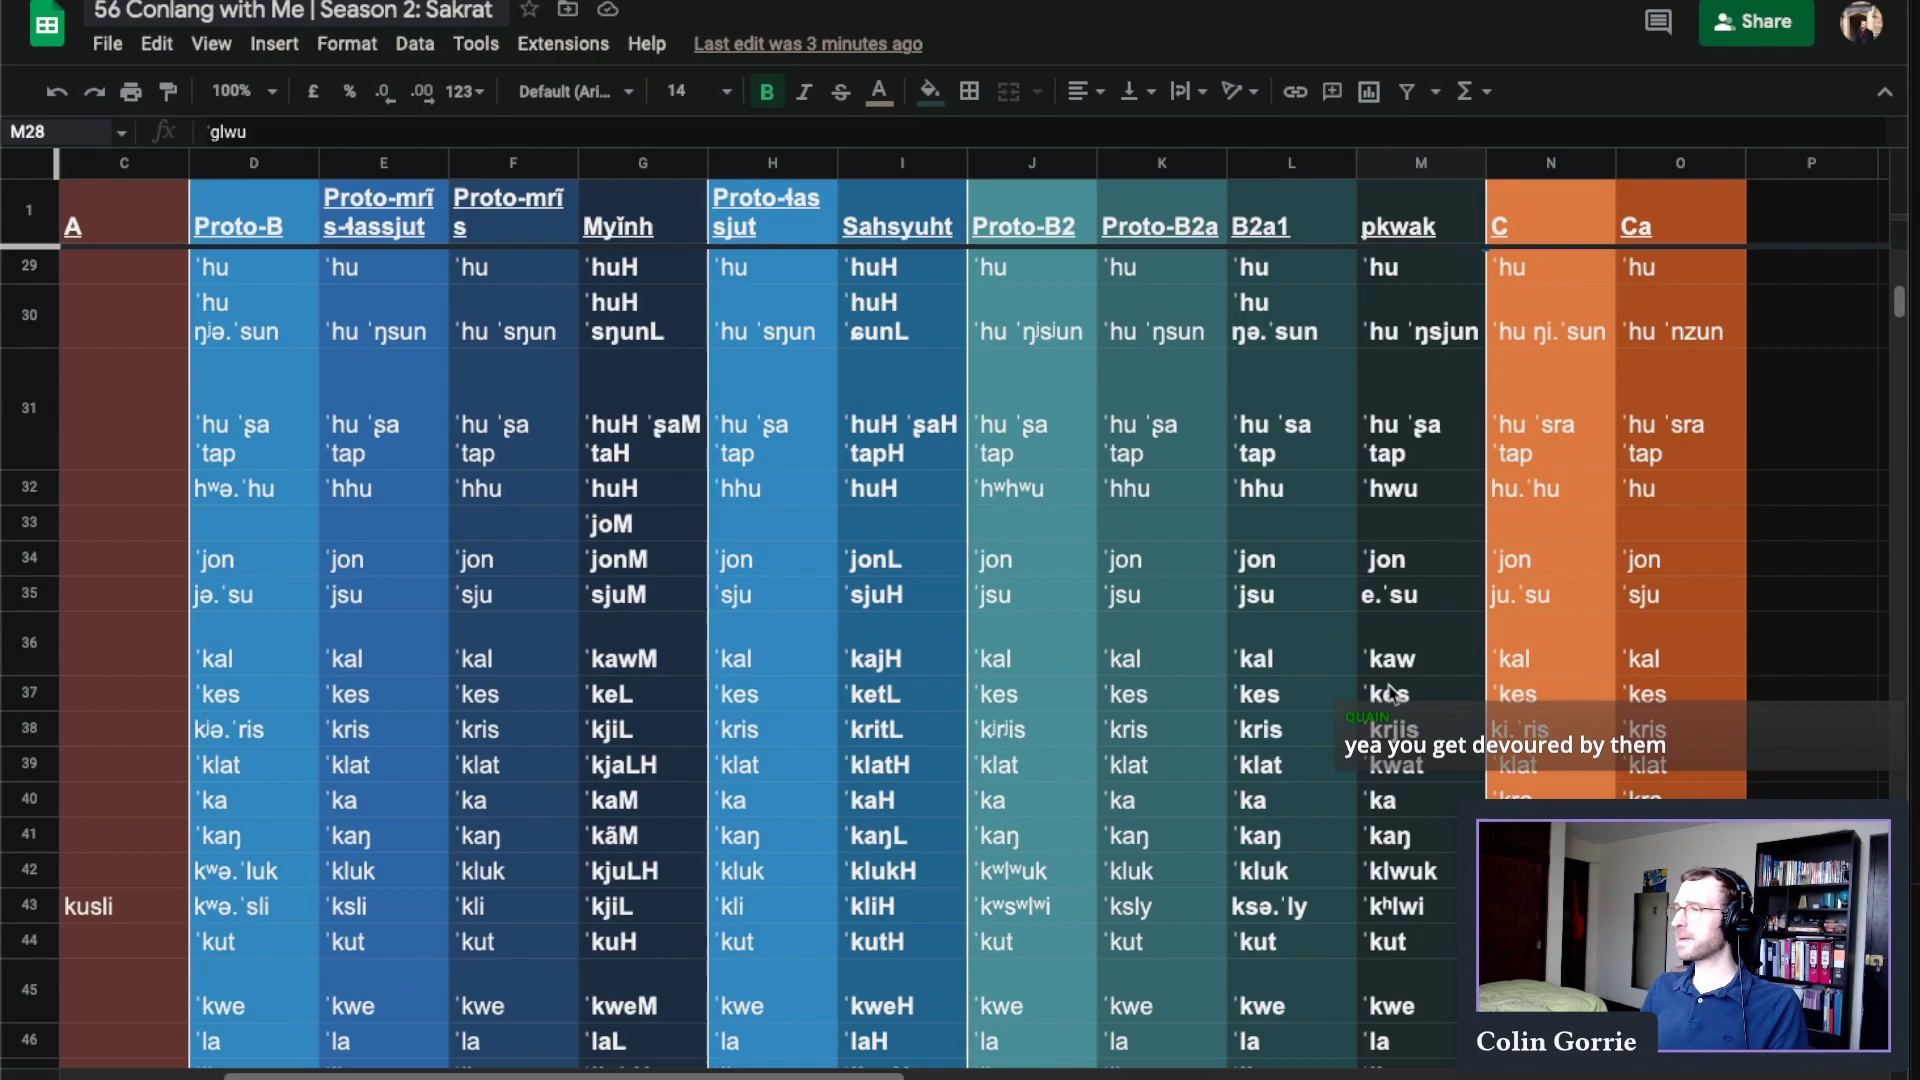 56 Conlang with Me | Season 2: Sakrat
File Edit View Insert Format Data Tools Extensions Help Last edit was 3 minutes ago
Share
100% £ % .0 .00 123 Default (Ari... 14 B I S A
M28 fx ˈglwu
C D E F G H I J K L M N O P
1 A Proto-B Proto-mrĩs-ɬassjut Proto-mrĩs Myĭnh Proto-ɬassjut Sahsyuht Proto-B2 Proto-B2a B2a1 pkwak C Ca
29 ˈhu ˈhu ˈhu ˈhuH ˈhu ˈhuH ˈhu ˈhu ˈhu ˈhu ˈhu ˈhu
30 ˈhu ŋʲə.ˈsun ˈhu ˈŋsun ˈhu ˈsŋun ˈhuH ˈsŋunL ˈhu ˈsŋun ˈhuH ˈɕunL ˈhu ˈŋʲsʲun ˈhu ˈŋsun ˈhu ŋə.ˈsun ˈhu ˈŋsjun ˈhu ŋi.ˈsun ˈhu ˈnzun
31 ˈhu ˈʂa ˈtap ˈhu ˈʂa ˈtap ˈhu ˈʂa ˈtap ˈhuH ˈʂaM ˈtaH ˈhu ˈʂa ˈtap ˈhuH ˈʂaH ˈtapH ˈhu ˈʂa ˈtap ˈhu ˈʂa ˈtap ˈhu ˈsa ˈtap ˈhu ˈʂa ˈtap ˈhu ˈsra ˈtap ˈhu ˈsra ˈtap
32 hʷə.ˈhu ˈhhu ˈhhu ˈhuH ˈhhu ˈhuH ˈhʷhʷu ˈhhu ˈhhu ˈhwu hu.ˈhu ˈhu
33 ˈjoM
34 ˈjon ˈjon ˈjon ˈjonM ˈjon ˈjonL ˈjon ˈjon ˈjon ˈjon ˈjon ˈjon
35 jə.ˈsu ˈjsu ˈsju ˈsjuM ˈsju ˈsjuH ˈjsu ˈjsu ˈjsu e.ˈsu ju.ˈsu ˈsju
36 ˈkal ˈkal ˈkal ˈkawM ˈkal ˈkajH ˈkal ˈkal ˈkal ˈkaw ˈkal ˈkal
37 ˈkes ˈkes ˈkes ˈkeL ˈkes ˈketL ˈkes ˈkes ˈkes ˈkes ˈkes ˈkes
38 kʲə.ˈris ˈkris ˈkris ˈkjiL ˈkris ˈkritL ˈkʲrʲis ˈkris ˈkris ˈkrjis ki.ˈris ˈkris
QUAIN
yea you get devoured by them
39 ˈklat ˈklat ˈklat ˈkjaLH ˈklat ˈklatH ˈklat ˈklat ˈklat ˈkwat ˈklat ˈklat
40 ˈka ˈka ˈka ˈkaM ˈka ˈkaH ˈka ˈka ˈka ˈka
41 ˈkaŋ ˈkaŋ ˈkaŋ ˈkãM ˈkaŋ ˈkaŋL ˈkaŋ ˈkaŋ ˈkaŋ ˈkaŋ
42 kʷə.ˈluk ˈkluk ˈkluk ˈkjuLH ˈkluk ˈklukH ˈkʷlʷuk ˈkluk ˈkluk ˈklwuk
43 kusli kʷə.ˈsli ˈksli ˈkli ˈkjiL ˈkli ˈkliH ˈkʷsʷlʷi ˈksly ksə.ˈly ˈkʰlwi
44 ˈkut ˈkut ˈkut ˈkuH ˈkut ˈkutH ˈkut ˈkut ˈkut ˈkut
45 ˈkwe ˈkwe ˈkwe ˈkweM ˈkwe ˈkweH ˈkwe ˈkwe ˈkwe ˈkwe
46 ˈla ˈla ˈla ˈlaL ˈla ˈlaH ˈla ˈla ˈla ˈla
Colin Gorrie